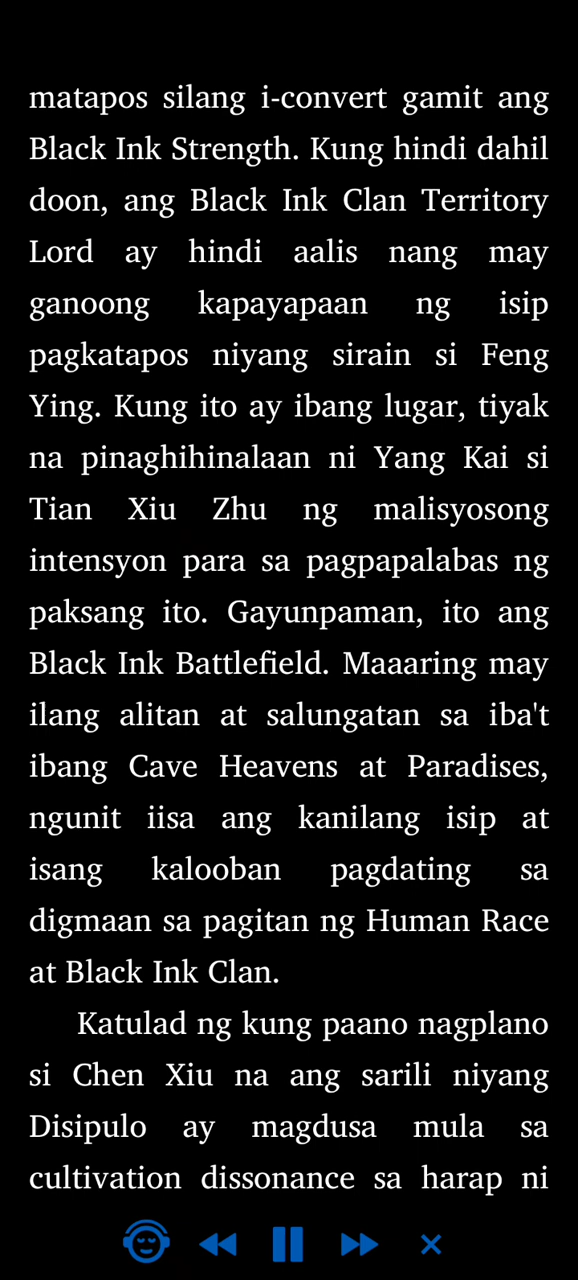 matapos silang i-convert gamit ang
Black Ink Strength. Kung hindi dahil
doon, ang Black Ink Clan Territory
Lord ay hindi aalis nang may
ganoong kapayapaan ng isip
pagkatapos niyang sirain si Feng
Ying. Kung ito ay ibang lugar, tiyak
na pinaghihinalaan ni Yang Kai si
Tian Xiu Zhu ng malisyosong
intensyon para sa pagpapalabas ng
paksang ito. Gayunpaman, ito ang
Black Ink Battlefield. Maaaring may
ilang alitan at salungatan sa iba't
ibang Cave Heavens at Paradises,
ngunit iisa ang kanilang isip at
isang kalooban pagdating sa
digmaan sa pagitan ng Human Race
at Black Ink Clan.
Katulad ng kung paano nagplano
si Chen Xiu na ang sarili niyang
Disipulo ay magdusa mula sa
cultivation dissonance sa harap ni